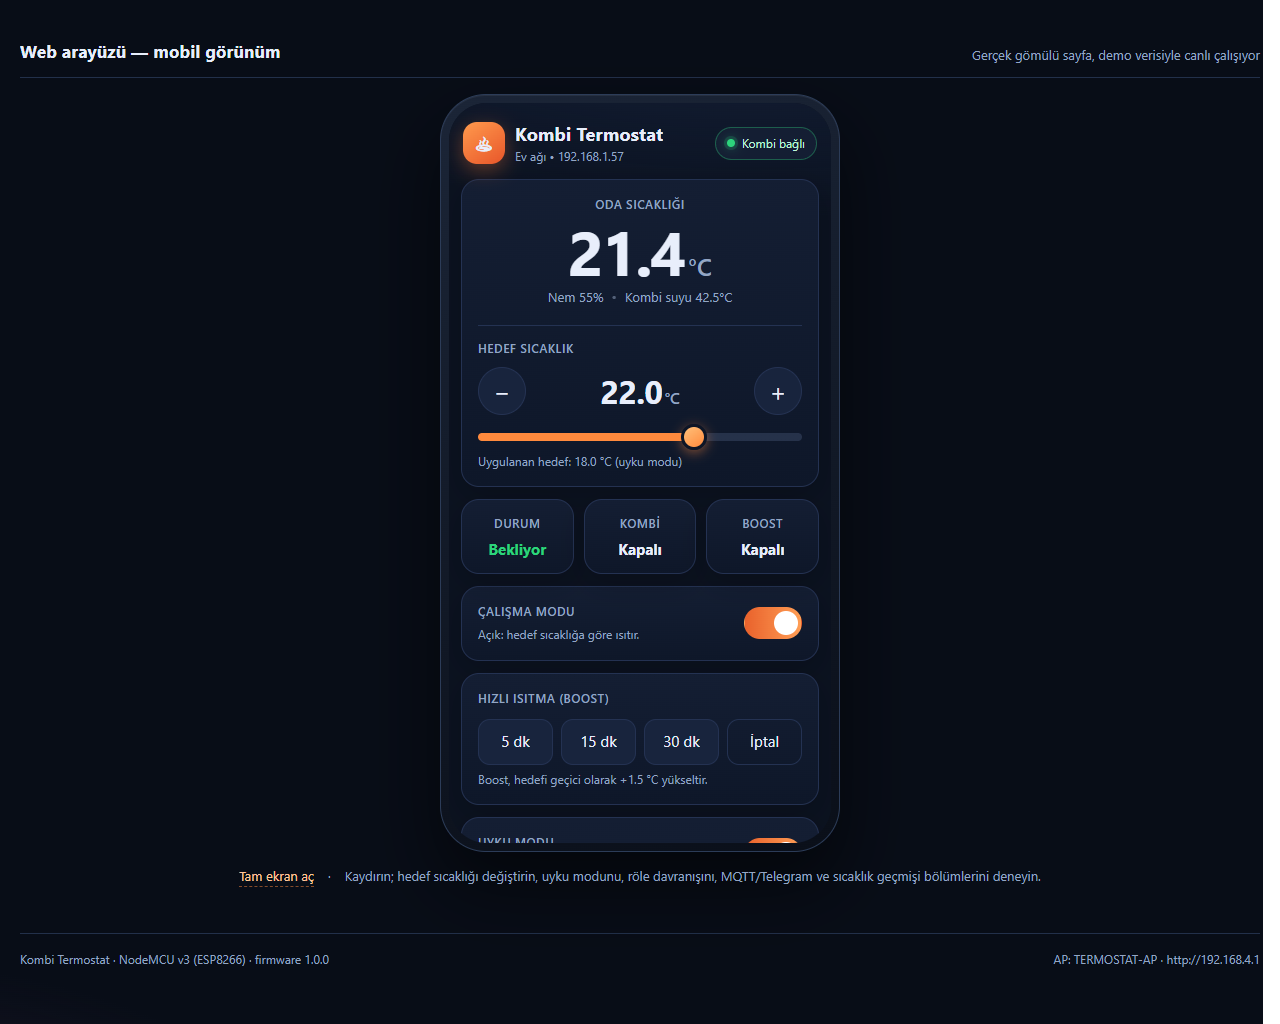 Web arayüzü — mobil görünüm
Gerçek gömülü sayfa, demo verisiyle canlı çalışıyor
Kombi Termostat
Ev ağı • 192.168.1.57
Kombi bağlı
ODA SICAKLIĞI
21.4°C
Nem 55% • Kombi suyu 42.5°C
HEDEF SICAKLIK
− 22.0°C +
Uygulanan hedef: 18.0 °C (uyku modu)
DURUM
Bekliyor
KOMBİ
Kapalı
BOOST
Kapalı
ÇALIŞMA MODU
Açık: hedef sıcaklığa göre ısıtır.
HIZLI ISITMA (BOOST)
5 dk
15 dk
30 dk
İptal
Boost, hedefi geçici olarak +1.5 °C yükseltir.
UYKU MODU
Tam ekran aç · Kaydırın; hedef sıcaklığı değiştirin, uyku modunu, röle davranışını, MQTT/Telegram ve sıcaklık geçmişi bölümlerini deneyin.
Kombi Termostat · NodeMCU v3 (ESP8266) · firmware 1.0.0
AP: TERMOSTAT-AP · http://192.168.4.1